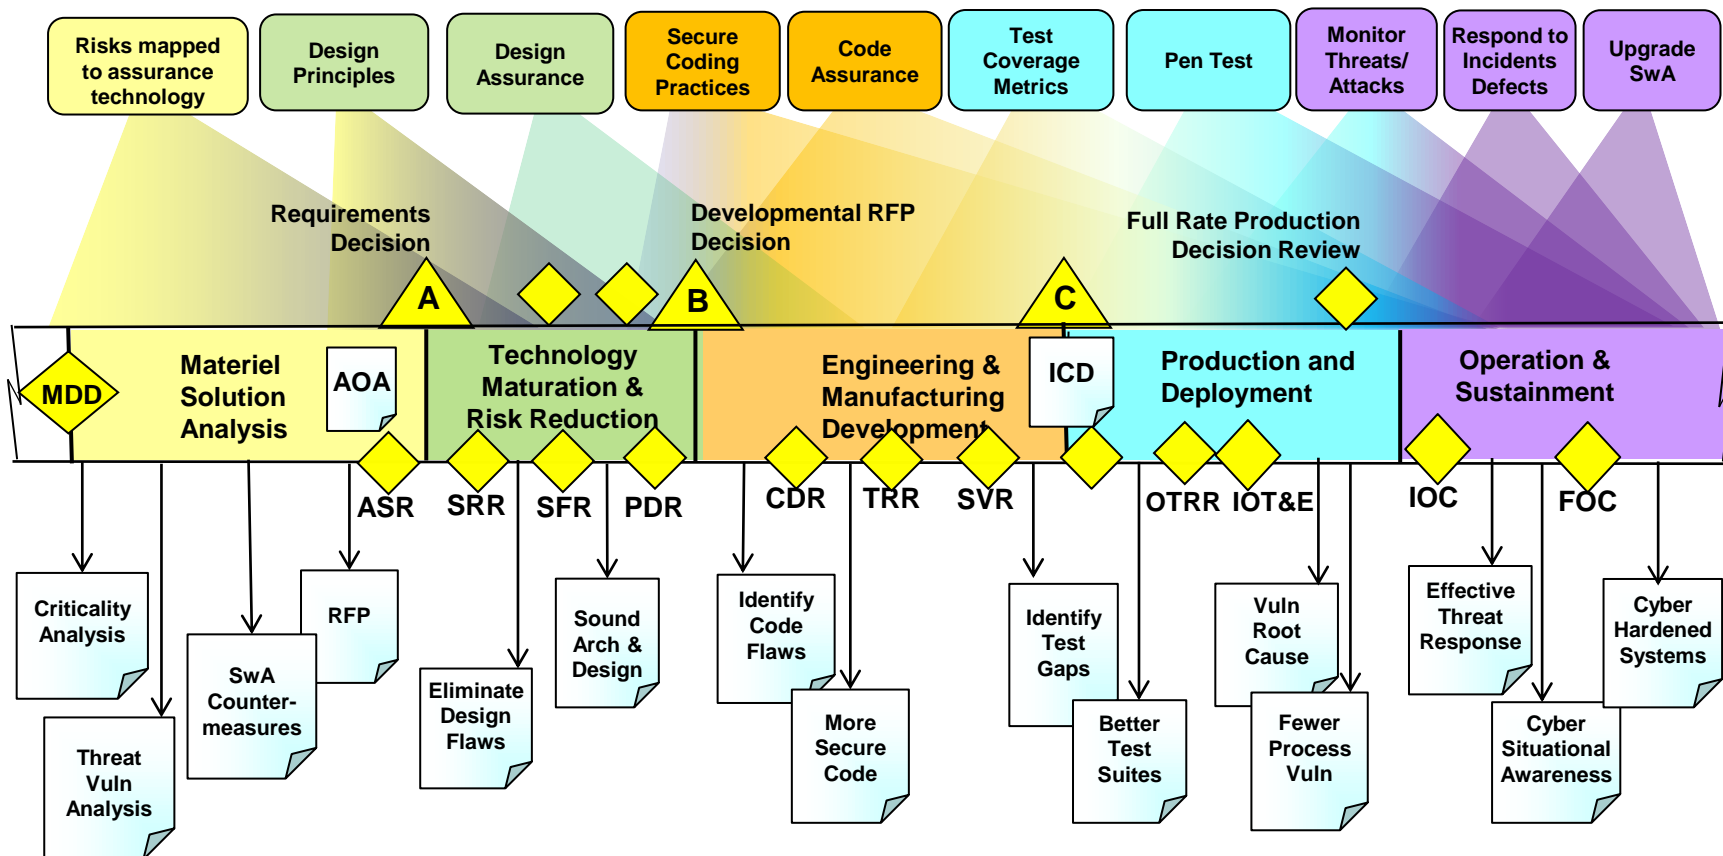 Risks mapped
to assurance
technology
Design
Principles
Design
Assurance
Secure
Coding
Practices
Code
Assurance
Test
Coverage
Metrics
Pen Test
Monitor
Threats/
Attacks
Respond to
Incidents
Defects
Upgrade
SwA
Requirements
Decision
Developmental RFP
Decision
Full Rate Production
Decision Review
A
B
C
MDD
Materiel
Solution
Analysis
AOA
Technology
Maturation &
Risk Reduction
Engineering &
Manufacturing
Development
ICD
Production and
Deployment
Operation &
Sustainment
ASR
SRR
SFR
PDR
CDR
TRR
SVR
OTRR
IOT&E
IOC
FOC
Criticality
Analysis
Threat
Vuln
Analysis
SwA
Counter-
measures
RFP
Eliminate
Design
Flaws
Sound
Arch &
Design
Identify
Code
Flaws
More
Secure
Code
Identify
Test
Gaps
Better
Test
Suites
Vuln
Root
Cause
Fewer
Process
Vuln
Effective
Threat
Response
Cyber
Situational
Awareness
Cyber
Hardened
Systems